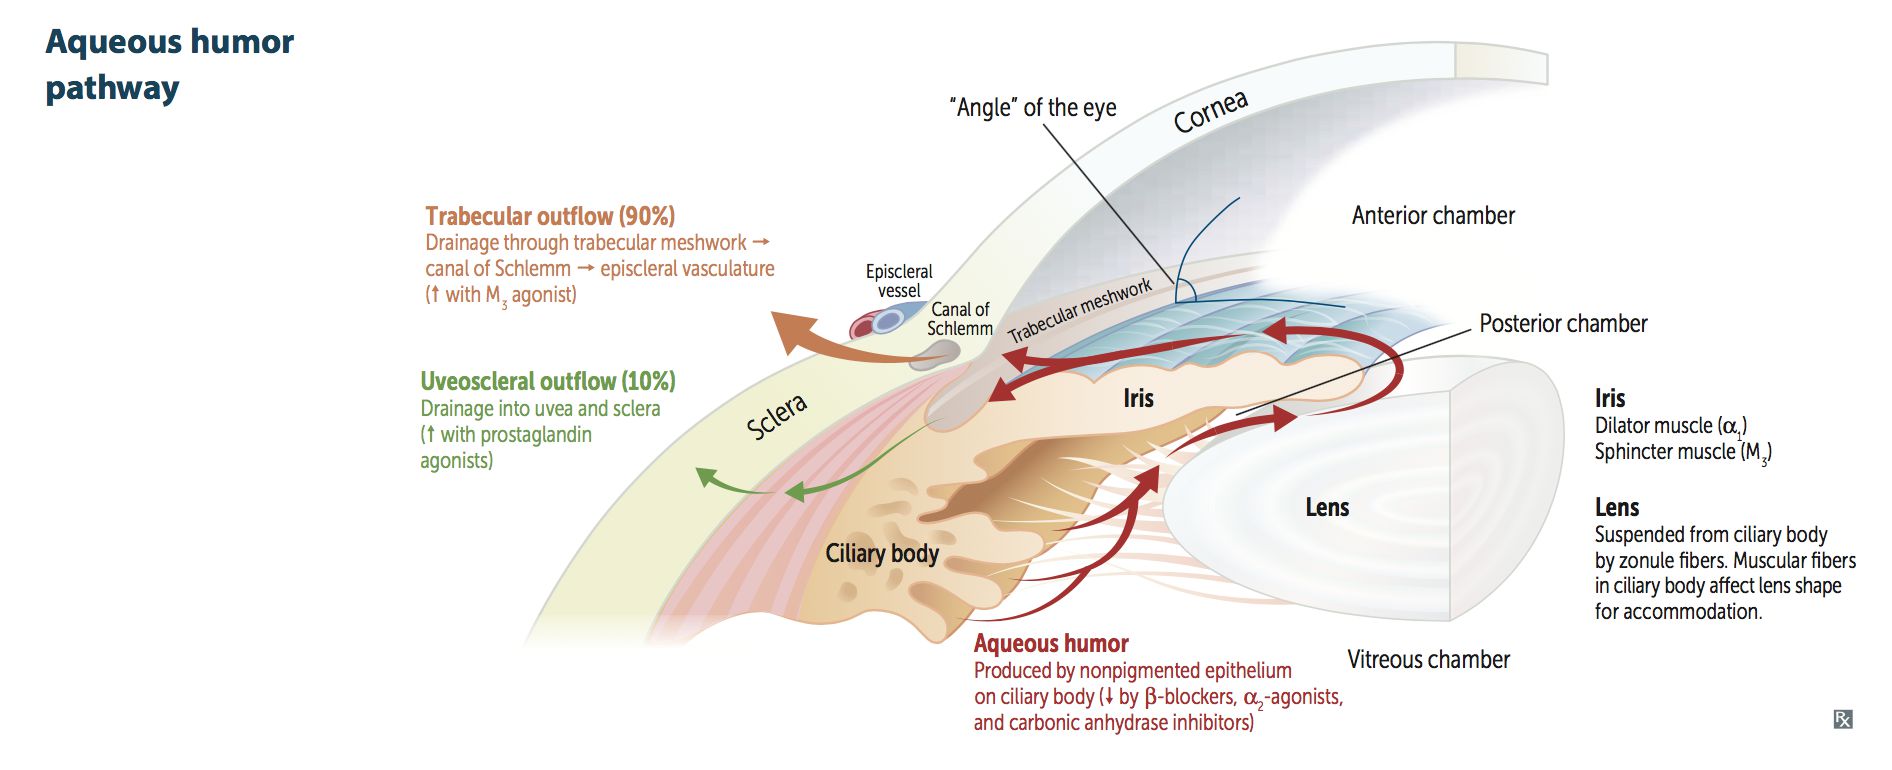 Aqueous humor
pathway
"Angle" of the eye
Cornea
Anterior chamber
Trabecular outflow (90%)
Drainage through trabecular meshwork →
canal of Schlemm → episcleral vasculature
(↑ with M₃ agonist)
Episcleral
vessel
Canal of
Schlemm
Trabecular meshwork
Posterior chamber
Uveoscleral outflow (10%)
Drainage into uvea and sclera
(↑ with prostaglandin
agonists)
Sclera
Iris
Iris
Dilator muscle (α₁)
Sphincter muscle (M₃)
Lens
Lens
Suspended from ciliary body
by zonule fibers. Muscular fibers
in ciliary body affect lens shape
for accommodation.
Ciliary body
Aqueous humor
Produced by nonpigmented epithelium
on ciliary body (↓ by β-blockers, α₂-agonists,
and carbonic anhydrase inhibitors)
Vitreous chamber
Rx